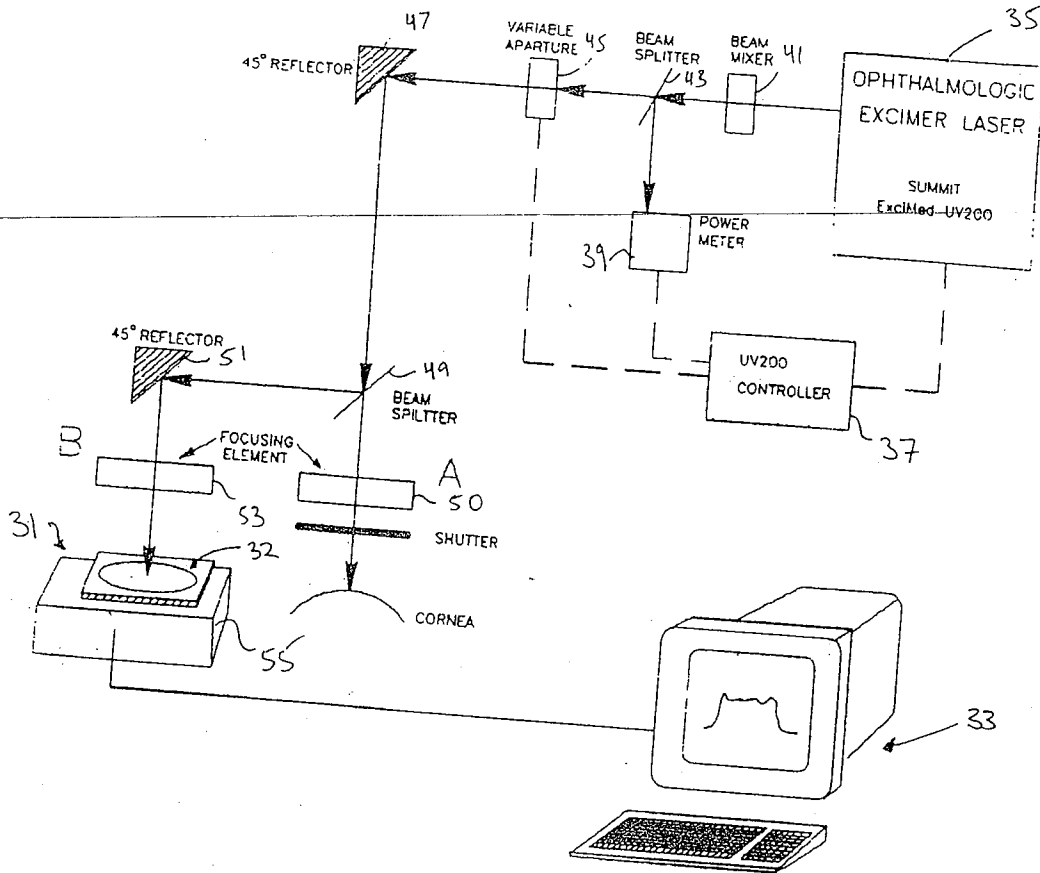 47
45° REFLECTOR
VARIABLE
APARTURE
45
BEAM
SPLITTER
43
BEAM
MIXER
41
35
OPHTHALMOLOGIC
EXCIMER LASER
SUMMIT
ExciMed UV200
POWER
METER
39
45° REFLECTOR
51
49
BEAM
SPILTTER
UV200
CONTROLLER
37
B
FOCUSING
ELEMENT
A
50
53
SHUTTER
31
32
CORNEA
55
33